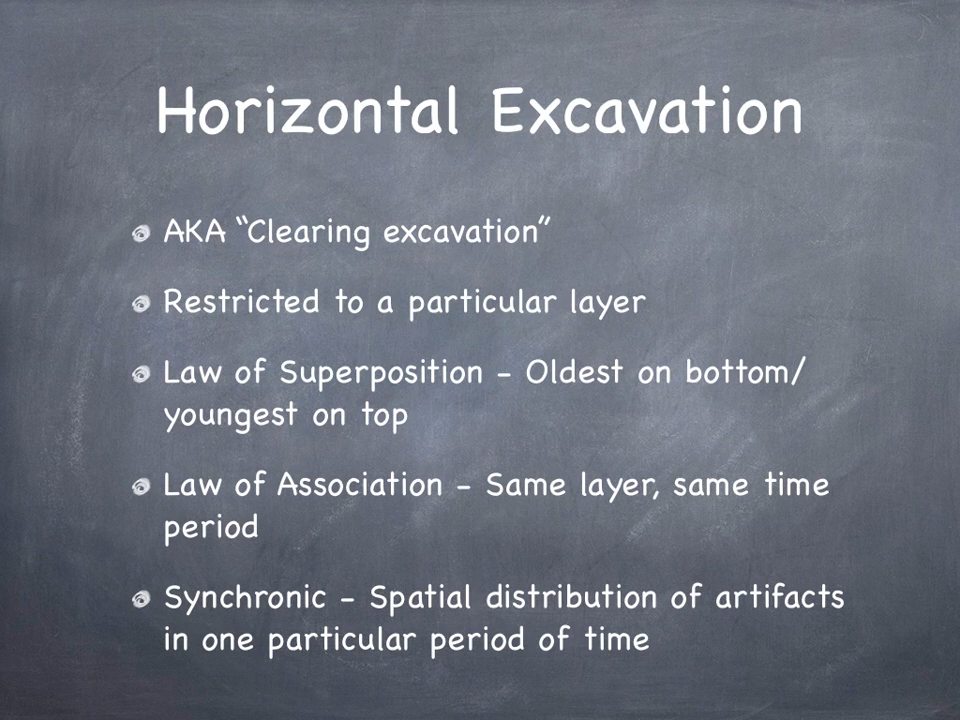 Horizontal Excavation
AKA “Clearing excavation”
Restricted to a particular layer
Law of Superposition - Oldest on bottom/
youngest on top
Law of Association - Same layer, same time
period
Synchronic - Spatial distribution of artifacts
in one particular period of time